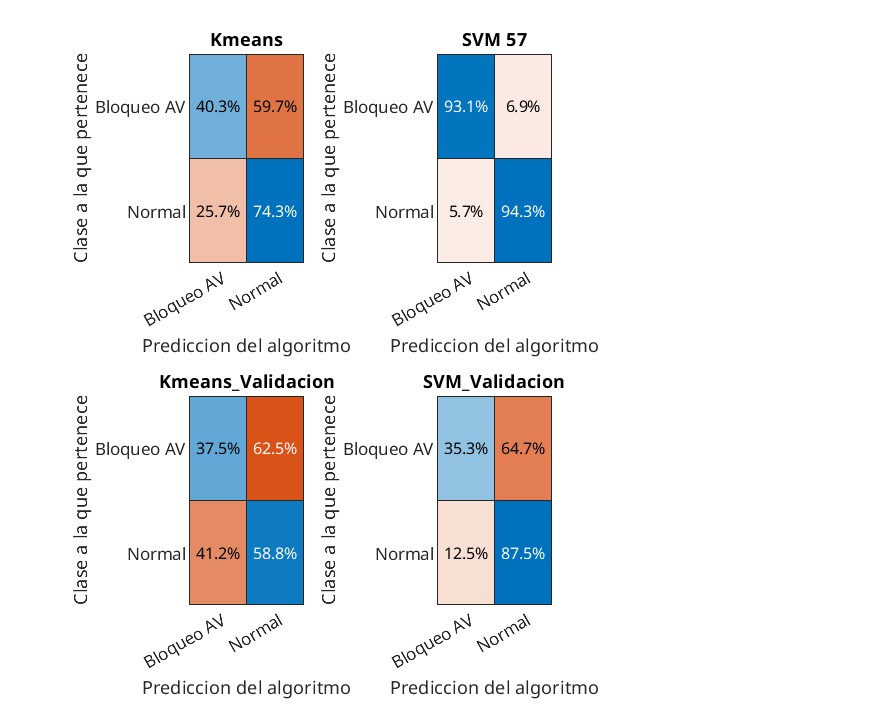 Kmeans
Clase a la que pertenece
Bloqueo AV 40.3% 59.7%
Normal 25.7% 74.3%
Bloqueo AV Normal
Prediccion del algoritmo
SVM 57
Clase a la que pertenece
Bloqueo AV 93.1% 6.9%
Normal 5.7% 94.3%
Bloqueo AV Normal
Prediccion del algoritmo
Kmeans_Validacion
Clase a la que pertenece
Bloqueo AV 37.5% 62.5%
Normal 41.2% 58.8%
Bloqueo AV Normal
Prediccion del algoritmo
SVM_Validacion
Clase a la que pertenece
Bloqueo AV 35.3% 64.7%
Normal 12.5% 87.5%
Bloqueo AV Normal
Prediccion del algoritmo